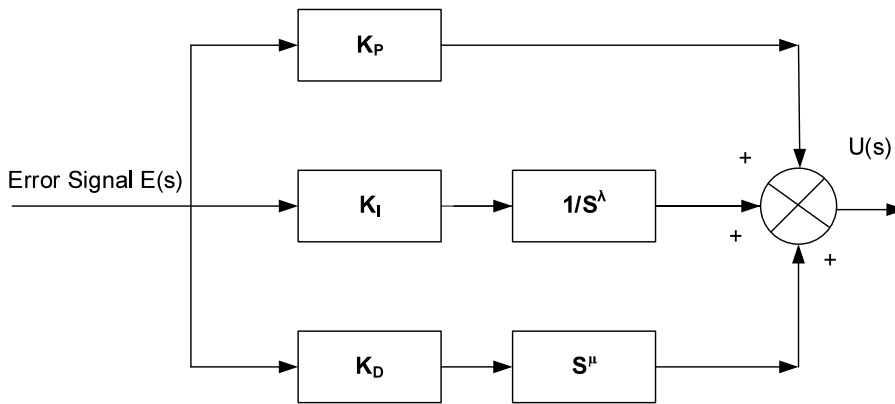 K_P
+
U(s)
Error Signal E(s)
K_I
1/S^λ
+
+
K_D
S^μ